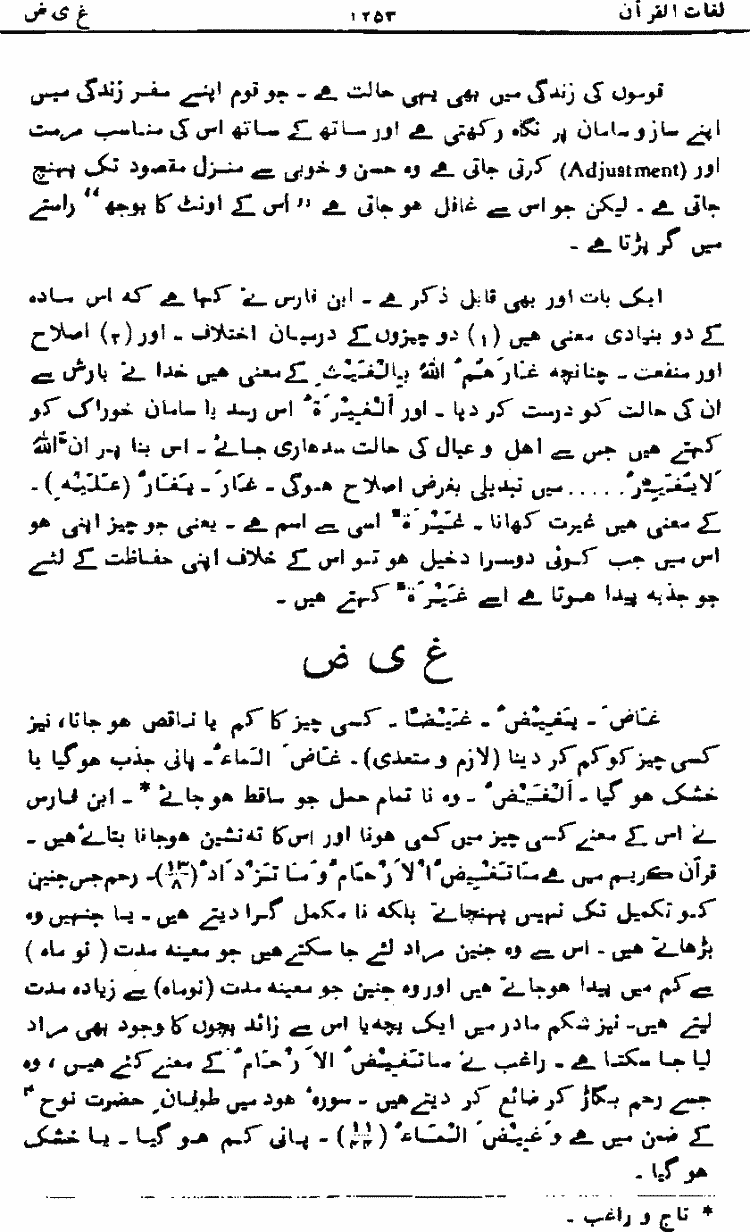 لغات القرآن ۱۲۵۳ غ ی ض
قوموں کی زندگی میں بھی یہی حالت ہے ۔ جو قوم اپنے سفر زندگی میں
اپنے سازو سامان پر نگاہ رکھتی ہے اور ساتھ کے ساتھ اس کی مناسب مرمت
اور (Adjustment) کرتی جاتی ہے وہ حسن و خوبی سے منزل مقصود تک پہنچ
جاتی ہے ۔ لیکن جو اس سے غافل ہو جاتی ہے ”اس کے اونٹ کا بوجھ“ راستے
میں گر پڑتا ہے ۔
ایک بات اور بھی قابل ذکر ہے ۔ ابن فارس نے کہا ہے کہ اس مادہ
کے دو بنیادی معنی ہیں (۱) دو چیزوں کے درمیان اختلاف ۔ اور (۲) اصلاح
اور منفعت ۔ چنانچہ غَارَ ھُمُ اللہُ بِالْغَیْثِ کے معنی ہیں خدا نے بارش سے
ان کی حالت کو درست کر دیا ۔ اور اَلْغِیْرَۃُ اس رسد یا سامان خوراک کو
کہتے ہیں جس سے اھل و عیال کی حالت سدھاری جائے ۔ اس بنا پر اِنَّ اللہَ
لَایُغَیِّرُ ..... میں تبدیلی بغرض اصلاح ہوگی ۔ غَارَ ۔ یَغَارُ (عَلَیْہِ) ۔
کے معنی ہیں غیرت کھانا ۔ غَیْرَۃٌ اسی سے اسم ہے ۔ یعنی جو چیز اپنی ہو
اس میں جب کوئی دوسرا دخیل ہو تو اس کے خلاف اپنی حفاظت کے لئے
جو جذبہ پیدا ہوتا ہے اسے غَیْرَۃٌ کہتے ہیں ۔
غ ی ض
غَاضَ ۔ یَغِیْضُ ۔ غَیْضًا ۔ کسی چیز کا کم یا ناقص ہو جانا، نیز
کسی چیز کو کم کر دینا (لازم و متعدی) ۔ غَاضَ الْمَاءُ ۔ پانی جذب ہوگیا یا
خشک ہو گیا ۔ اَلْغَیْضُ ۔ وہ نا تمام حمل جو ساقط ہو جائے * ۔ ابن فارس
نے اس کے معنے کسی چیز میں کمی ہونا اور اس کا تہ نشین ہوجانا بتائے ہیں ۔
قرآن کریم میں ہے مَا تَغِیْضُ الْاَرْحَامُ وَمَا تَزْدَادُ (۱۳/۸) ۔ رحم جس جنین
کو تکمیل تک نہیں پہنچاتے بلکہ نا مکمل گرا دیتے ہیں ۔ یا جنہیں وہ
بڑھاتے ہیں ۔ اس سے وہ جنین مراد لئے جا سکتے ہیں جو معینہ مدت (نو ماہ)
سے کم میں پیدا ہوجاتے ہیں اور وہ جنین جو معینہ مدت (نوماہ) سے زیادہ مدت
لیتے ہیں ۔ نیز شکم مادر میں ایک بچہ یا اس سے زائد بچوں کا وجود بھی مراد
لیا جا سکتا ہے ۔ راغب نے مَا تَغِیْضُ الْاَرْحَامُ کے معنے کئے ہیں ، وہ
جسے رحم بگاڑ کر ضائع کر دیتے ہیں ۔ سورہٴ ھود میں طوفانِ حضرت نوحؑ
کے ضمن میں ہے وَغِیْضَ الْمَاءُ (۱۱/۴۴) ۔ پانی کم ہو گیا ۔ یا خشک
ہو گیا ۔
* تاج و راغب ۔